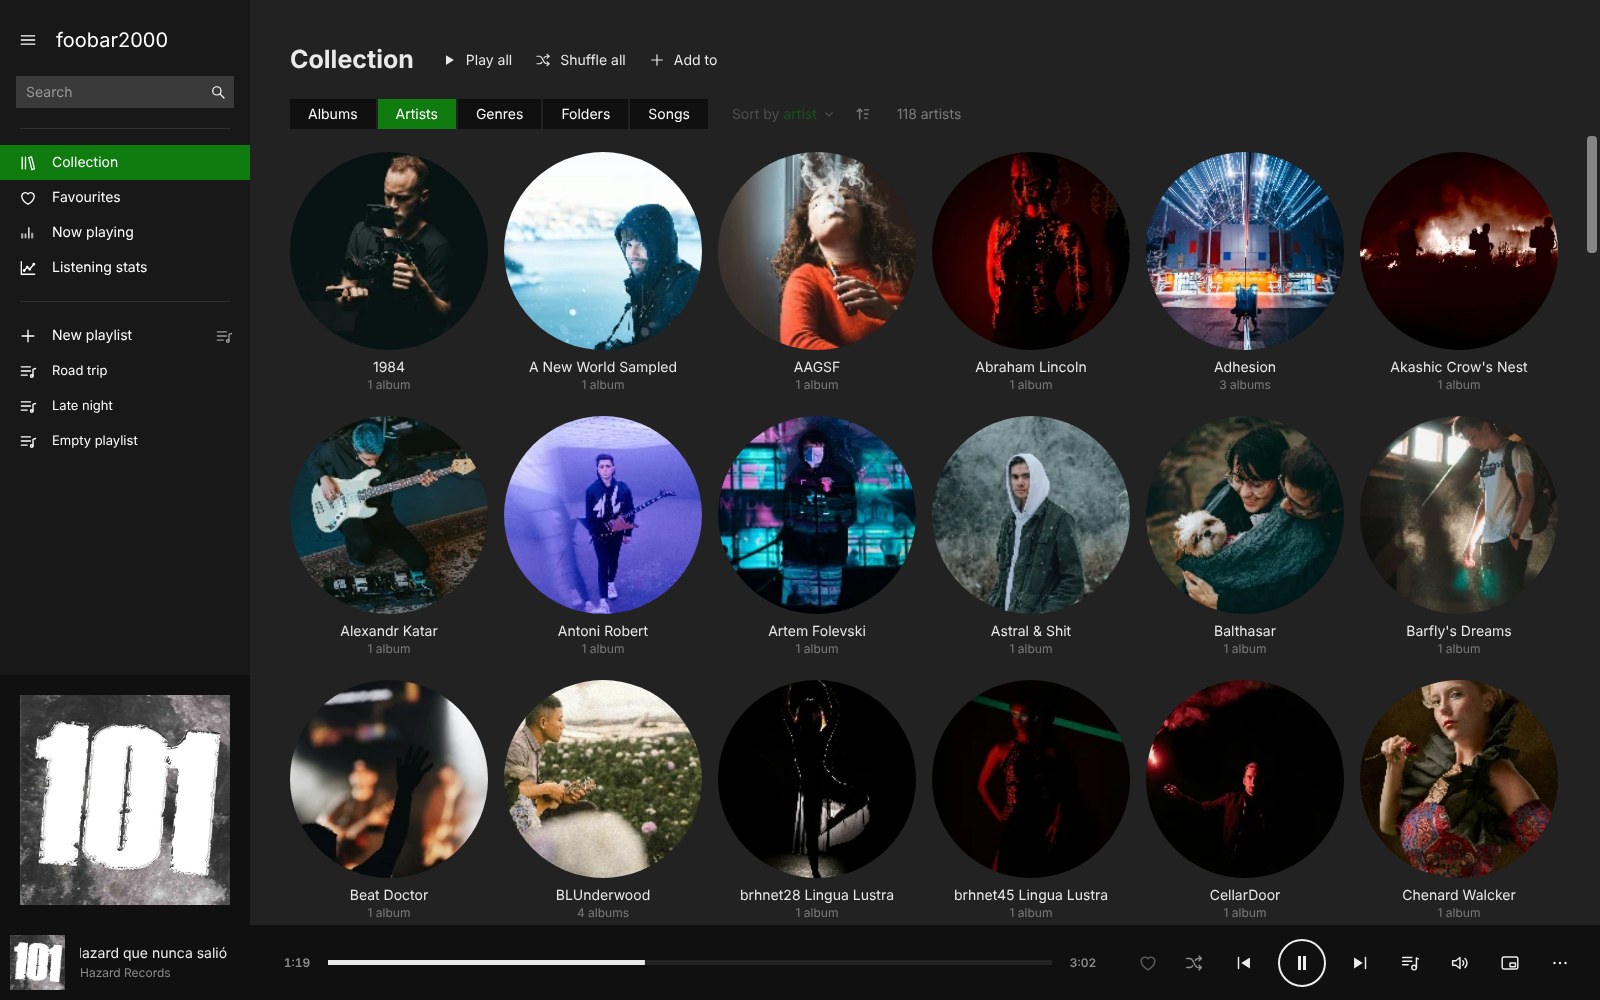 foobar2000
Search
Collection
Favourites
Now playing
Listening stats
New playlist
Road trip
Late night
Empty playlist
101
101
lazard que nunca salió
Hazard Records
Collection
Play all
Shuffle all
Add to
Albums
Artists
Genres
Folders
Songs
Sort by artist
118 artists
1984
1 album
A New World Sampled
1 album
AAGSF
1 album
Abraham Lincoln
1 album
Adhesion
3 albums
Akashic Crow's Nest
1 album
Alexandr Katar
1 album
Antoni Robert
1 album
Artem Folevski
1 album
Astral & Shit
1 album
Balthasar
1 album
Barfly's Dreams
1 album
Beat Doctor
1 album
BLUnderwood
4 albums
brhnet28 Lingua Lustra
1 album
brhnet45 Lingua Lustra
1 album
CellarDoor
1 album
Chenard Walcker
1 album
1:19
3:02